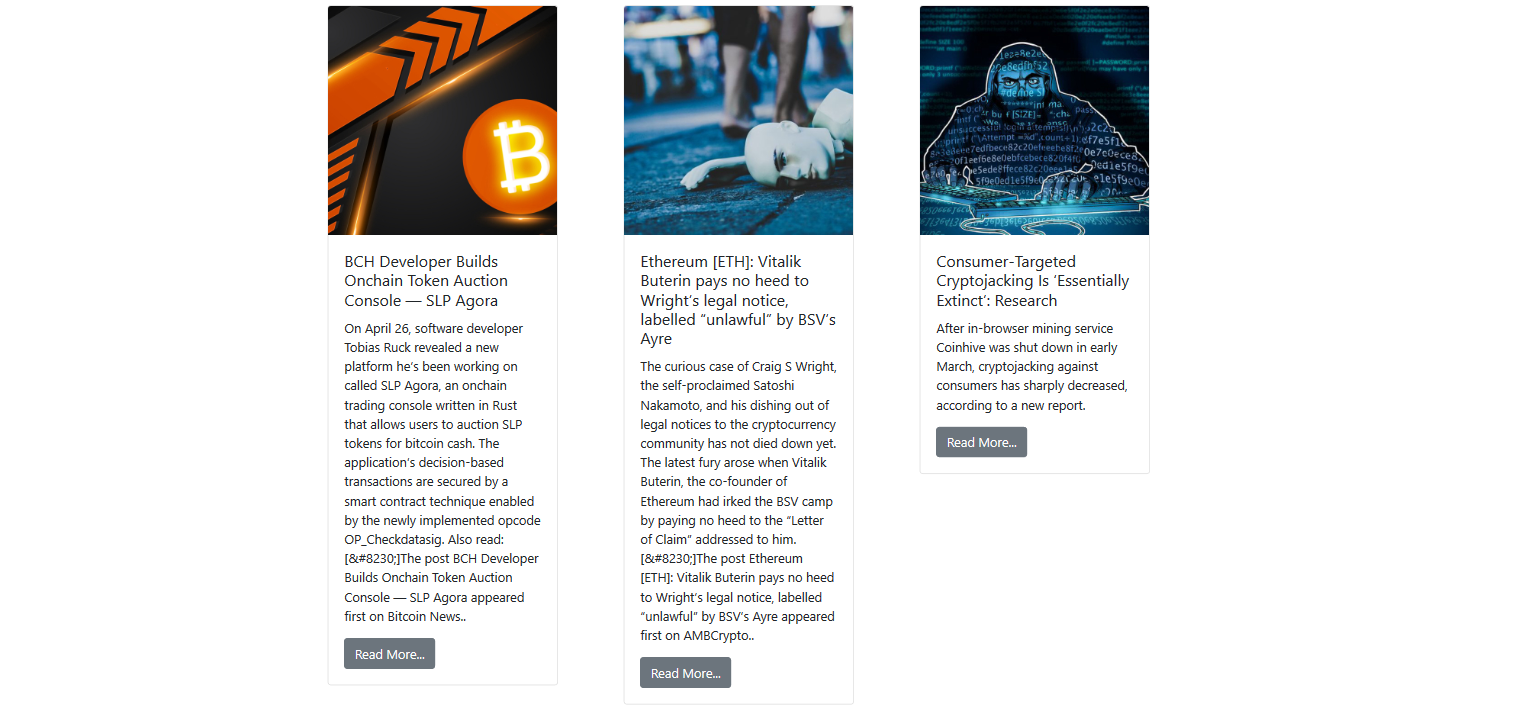 BCH Developer Builds
Onchain Token Auction
Console — SLP Agora
On April 26, software developer
Tobias Ruck revealed a new
platform he's been working on
called SLP Agora, an onchain
trading console written in Rust
that allows users to auction SLP
tokens for bitcoin cash. The
application's decision-based
transactions are secured by a
smart contract technique enabled
by the newly implemented opcode
OP_Checkdatasig. Also read:
[&#8230;]The post BCH Developer
Builds Onchain Token Auction
Console — SLP Agora appeared
first on Bitcoin News..
Read More...
Ethereum [ETH]: Vitalik
Buterin pays no heed to
Wright's legal notice,
labelled “unlawful” by BSV's
Ayre
The curious case of Craig S Wright,
the self-proclaimed Satoshi
Nakamoto, and his dishing out of
legal notices to the cryptocurrency
community has not died down yet.
The latest fury arose when Vitalik
Buterin, the co-founder of
Ethereum had irked the BSV camp
by paying no heed to the “Letter
of Claim” addressed to him.
[&#8230;]The post Ethereum
[ETH]: Vitalik Buterin pays no heed
to Wright's legal notice, labelled
“unlawful” by BSV's Ayre appeared
first on AMBCrypto..
Read More...
Consumer-Targeted
Cryptojacking Is ‘Essentially
Extinct’: Research
After in-browser mining service
Coinhive was shut down in early
March, cryptojacking against
consumers has sharply decreased,
according to a new report.
Read More...